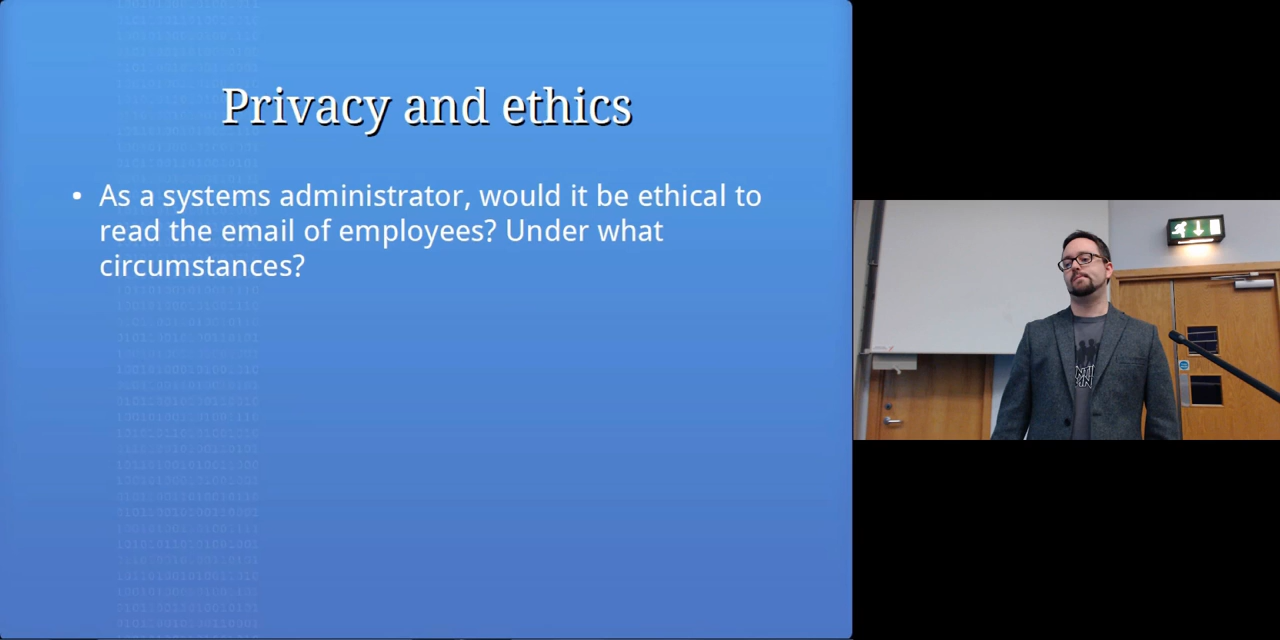 Privacy and ethics
• As a systems administrator, would it be ethical to
read the email of employees? Under what
circumstances?